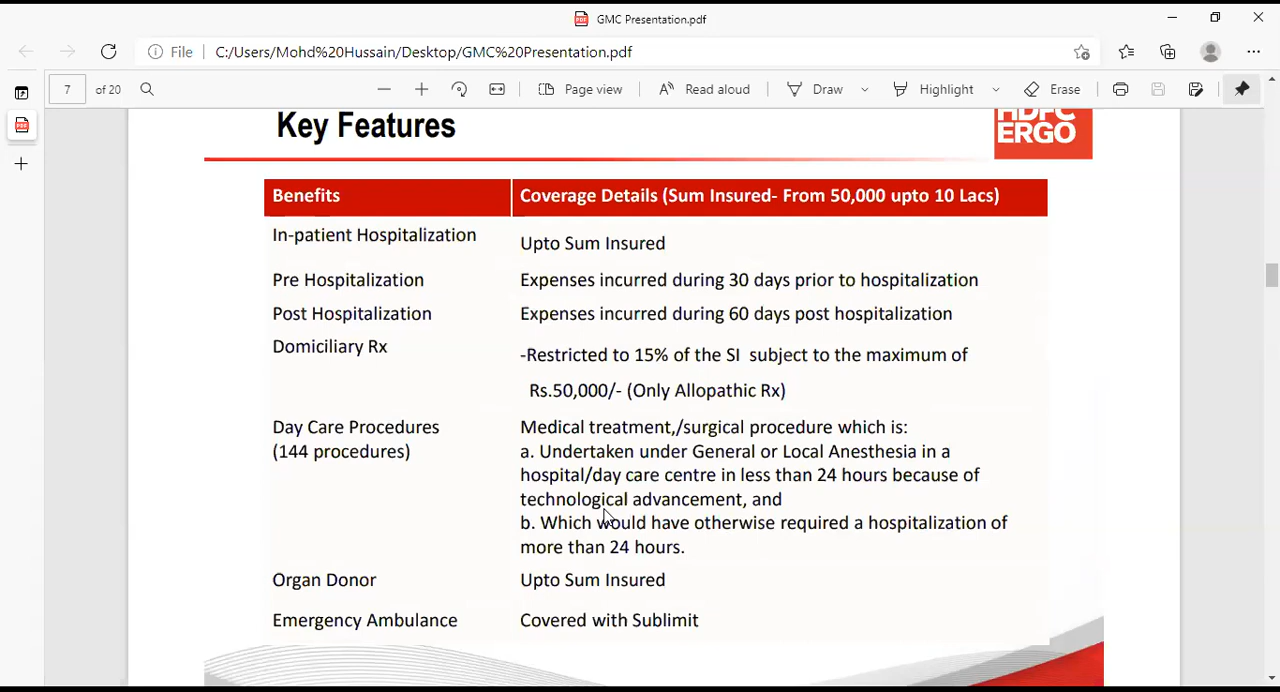 GMC Presentation.pdf
File C:/Users/Mohd%20Hussain/Desktop/GMC%20Presentation.pdf
7 of 20 Page view Read aloud Draw Highlight Erase
Key Features
HDFC
ERGO
Benefits Coverage Details (Sum Insured- From 50,000 upto 10 Lacs)
In-patient Hospitalization Upto Sum Insured
Pre Hospitalization Expenses incurred during 30 days prior to hospitalization
Post Hospitalization Expenses incurred during 60 days post hospitalization
Domiciliary Rx -Restricted to 15% of the SI subject to the maximum of
Rs.50,000/- (Only Allopathic Rx)
Day Care Procedures Medical treatment,/surgical procedure which is:
(144 procedures) a. Undertaken under General or Local Anesthesia in a
hospital/day care centre in less than 24 hours because of
technological advancement, and
b. Which would have otherwise required a hospitalization of
more than 24 hours.
Organ Donor Upto Sum Insured
Emergency Ambulance Covered with Sublimit